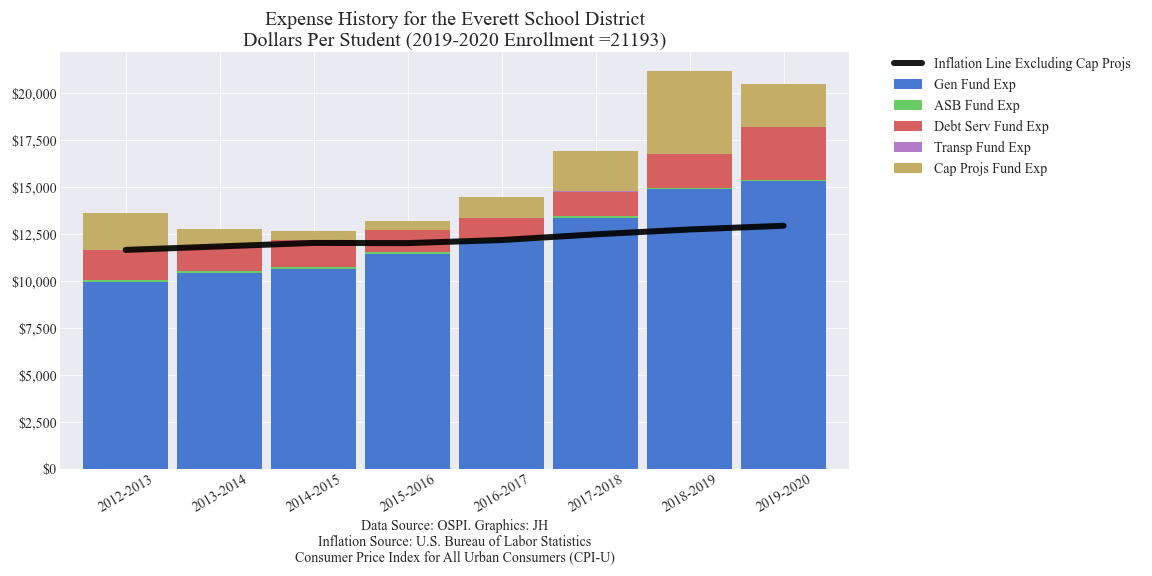 Expense History for the Everett School District
Dollars Per Student (2019-2020 Enrollment =21193)
Inflation Line Excluding Cap Projs
Gen Fund Exp
ASB Fund Exp
Debt Serv Fund Exp
Transp Fund Exp
Cap Projs Fund Exp
$20,000
$17,500
$15,000
$12,500
$10,000
$7,500
$5,000
$2,500
$0
2012-2013
2013-2014
2014-2015
2015-2016
2016-2017
2017-2018
2018-2019
2019-2020
Data Source: OSPI. Graphics: JH
Inflation Source: U.S. Bureau of Labor Statistics
Consumer Price Index for All Urban Consumers (CPI-U)